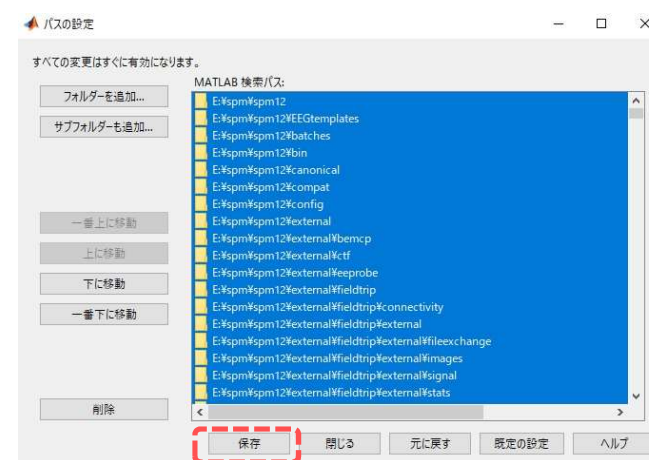 パスの設定
すべての変更はすぐに有効になります。
MATLAB 検索パス:
フォルダーを追加...
サブフォルダーも追加...
一番上に移動
上に移動
下に移動
一番下に移動
削除
E:¥spm¥spm12
E:¥spm¥spm12¥EEGtemplates
E:¥spm¥spm12¥batches
E:¥spm¥spm12¥bin
E:¥spm¥spm12¥canonical
E:¥spm¥spm12¥compat
E:¥spm¥spm12¥config
E:¥spm¥spm12¥external
E:¥spm¥spm12¥external¥bemcp
E:¥spm¥spm12¥external¥ctf
E:¥spm¥spm12¥external¥eeprobe
E:¥spm¥spm12¥external¥fieldtrip
E:¥spm¥spm12¥external¥fieldtrip¥connectivity
E:¥spm¥spm12¥external¥fieldtrip¥external
E:¥spm¥spm12¥external¥fieldtrip¥external¥fileexchange
E:¥spm¥spm12¥external¥fieldtrip¥external¥images
E:¥spm¥spm12¥external¥fieldtrip¥external¥signal
E:¥spm¥spm12¥external¥fieldtrip¥external¥stats
保存 閉じる 元に戻す 既定の設定 ヘルプ